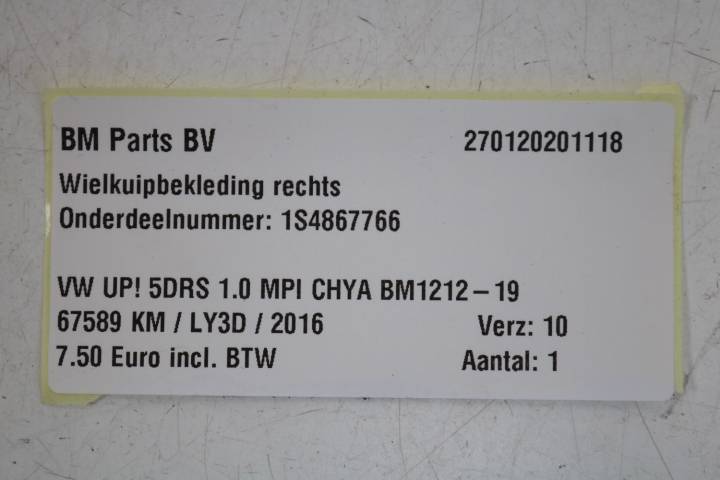 BM Parts BV 270120201118
Wielkuipbekleding rechts
Onderdeelnummer: 1S4867766
VW UP! 5DRS 1.0 MPI CHYA BM1212-19
67589 KM / LY3D / 2016 Verz: 10
7.50 Euro incl. BTW Aantal: 1